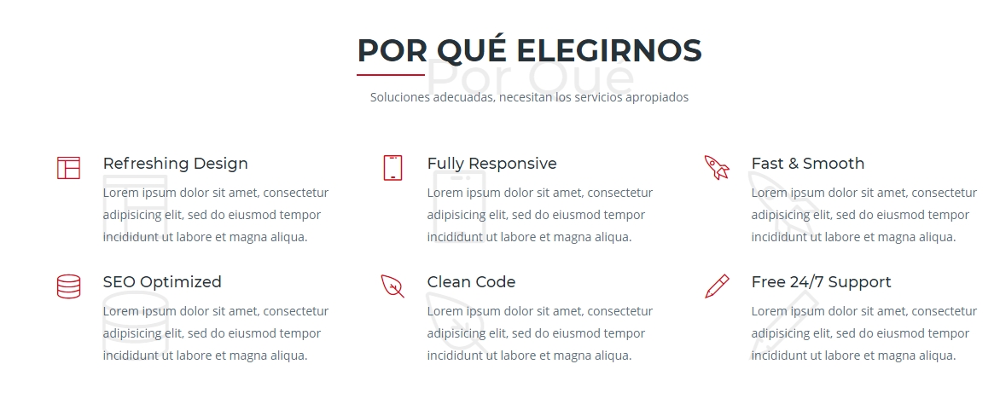 POR QUÉ ELEGIRNOS
Por Qué
Soluciones adecuadas, necesitan los servicios apropiados
Refreshing Design
Lorem ipsum dolor sit amet, consectetur
adipisicing elit, sed do eiusmod tempor
incididunt ut labore et magna aliqua.
Fully Responsive
Lorem ipsum dolor sit amet, consectetur
adipisicing elit, sed do eiusmod tempor
incididunt ut labore et magna aliqua.
Fast & Smooth
Lorem ipsum dolor sit amet, consectetur
adipisicing elit, sed do eiusmod tempor
incididunt ut labore et magna aliqua.
SEO Optimized
Lorem ipsum dolor sit amet, consectetur
adipisicing elit, sed do eiusmod tempor
incididunt ut labore et magna aliqua.
Clean Code
Lorem ipsum dolor sit amet, consectetur
adipisicing elit, sed do eiusmod tempor
incididunt ut labore et magna aliqua.
Free 24/7 Support
Lorem ipsum dolor sit amet, consectetur
adipisicing elit, sed do eiusmod tempor
incididunt ut labore et magna aliqua.